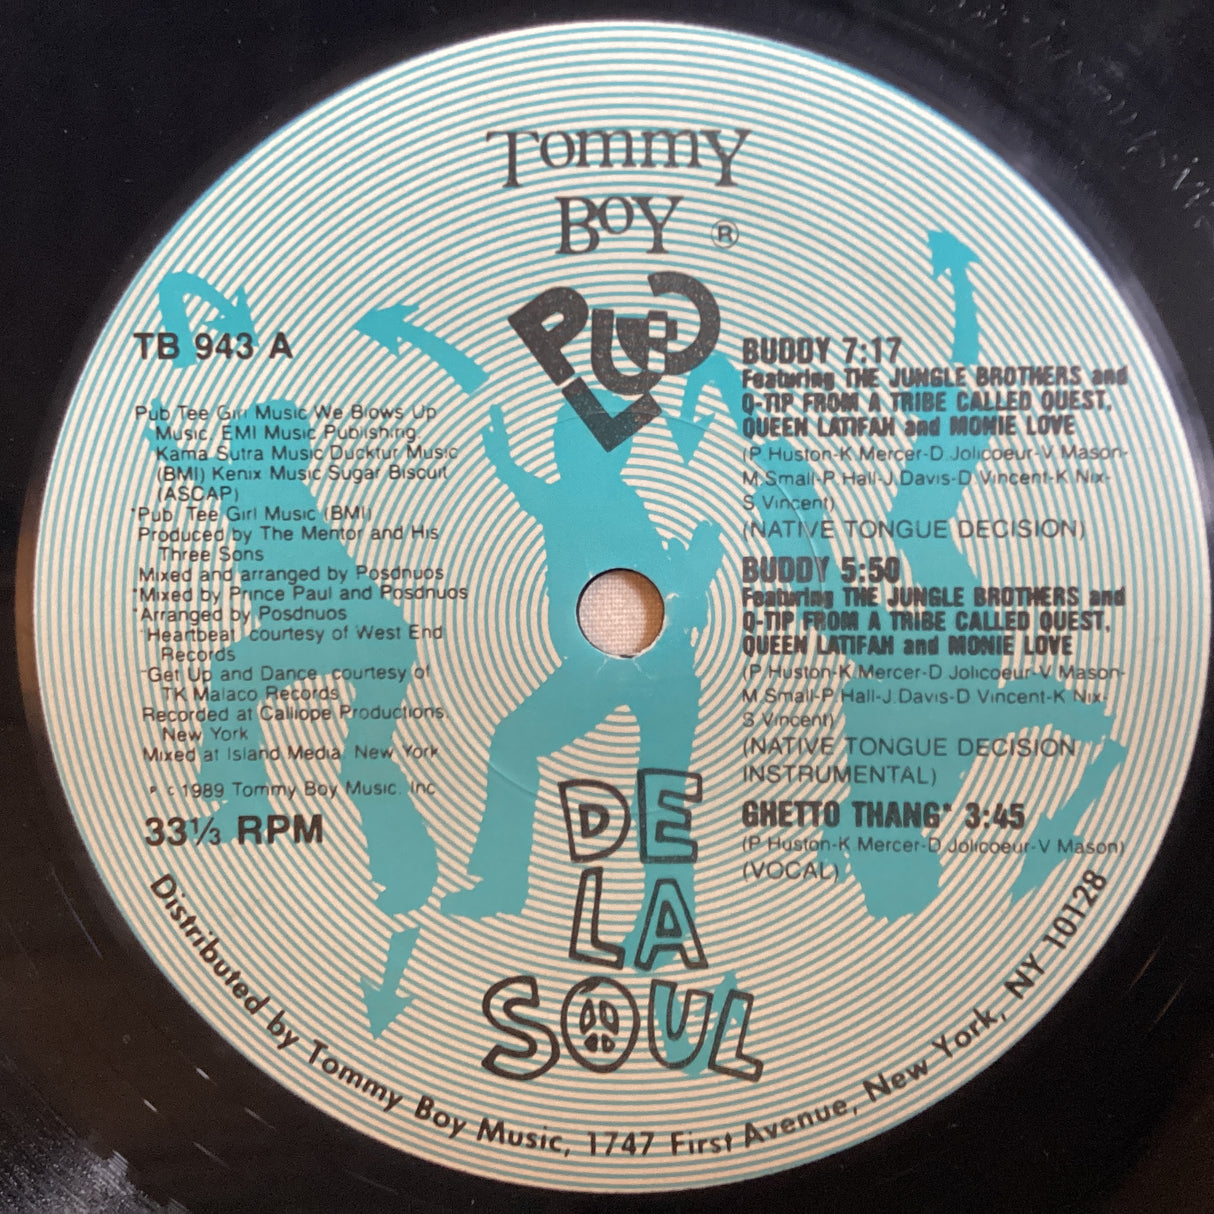 TOMMY
BOY ®
PLUG
TB 943 A
Pub Tee Girl Music We Blows Up
Music, EMI Music Publishing,
Kama Sutra Music Ducktur Music
(BMI) Kenix Music Sugar Biscuit
(ASCAP)
*Pub Tee Girl Music (BMI)
Produced by The Mentor and His
Three Sons
Mixed and arranged by Posdnuos
*Mixed by Prince Paul and Posdnuos
*Arranged by Posdnuos
"Heartbeat" courtesy of West End
Records
"Get Up and Dance" courtesy of
TK Malaco Records
Recorded at Calliope Productions,
New York
Mixed at Island Media, New York
℗ © 1989 Tommy Boy Music, Inc
33⅓ RPM
BUDDY 7:17
Featuring THE JUNGLE BROTHERS and
Q-TIP FROM A TRIBE CALLED QUEST,
QUEEN LATIFAH and MONIE LOVE
(P Huston-K Mercer-D Jolicoeur-V Mason-
M Small-P Hall-J Davis-D Vincent-K Nix-
S Vincent)
(NATIVE TONGUE DECISION)
BUDDY 5:50
Featuring THE JUNGLE BROTHERS and
Q-TIP FROM A TRIBE CALLED QUEST,
QUEEN LATIFAH and MONIE LOVE
(P Huston-K Mercer-D Jolicoeur-V Mason-
M Small-P Hall-J Davis-D Vincent-K Nix-
S Vincent)
(NATIVE TONGUE DECISION
INSTRUMENTAL)
GHETTO THANG* 3:45
(P Huston-K Mercer-D Jolicoeur-V Mason)
(VOCAL)
DE
LA
SOUL
Distributed by Tommy Boy Music, 1747 First Avenue, New York, NY 10128